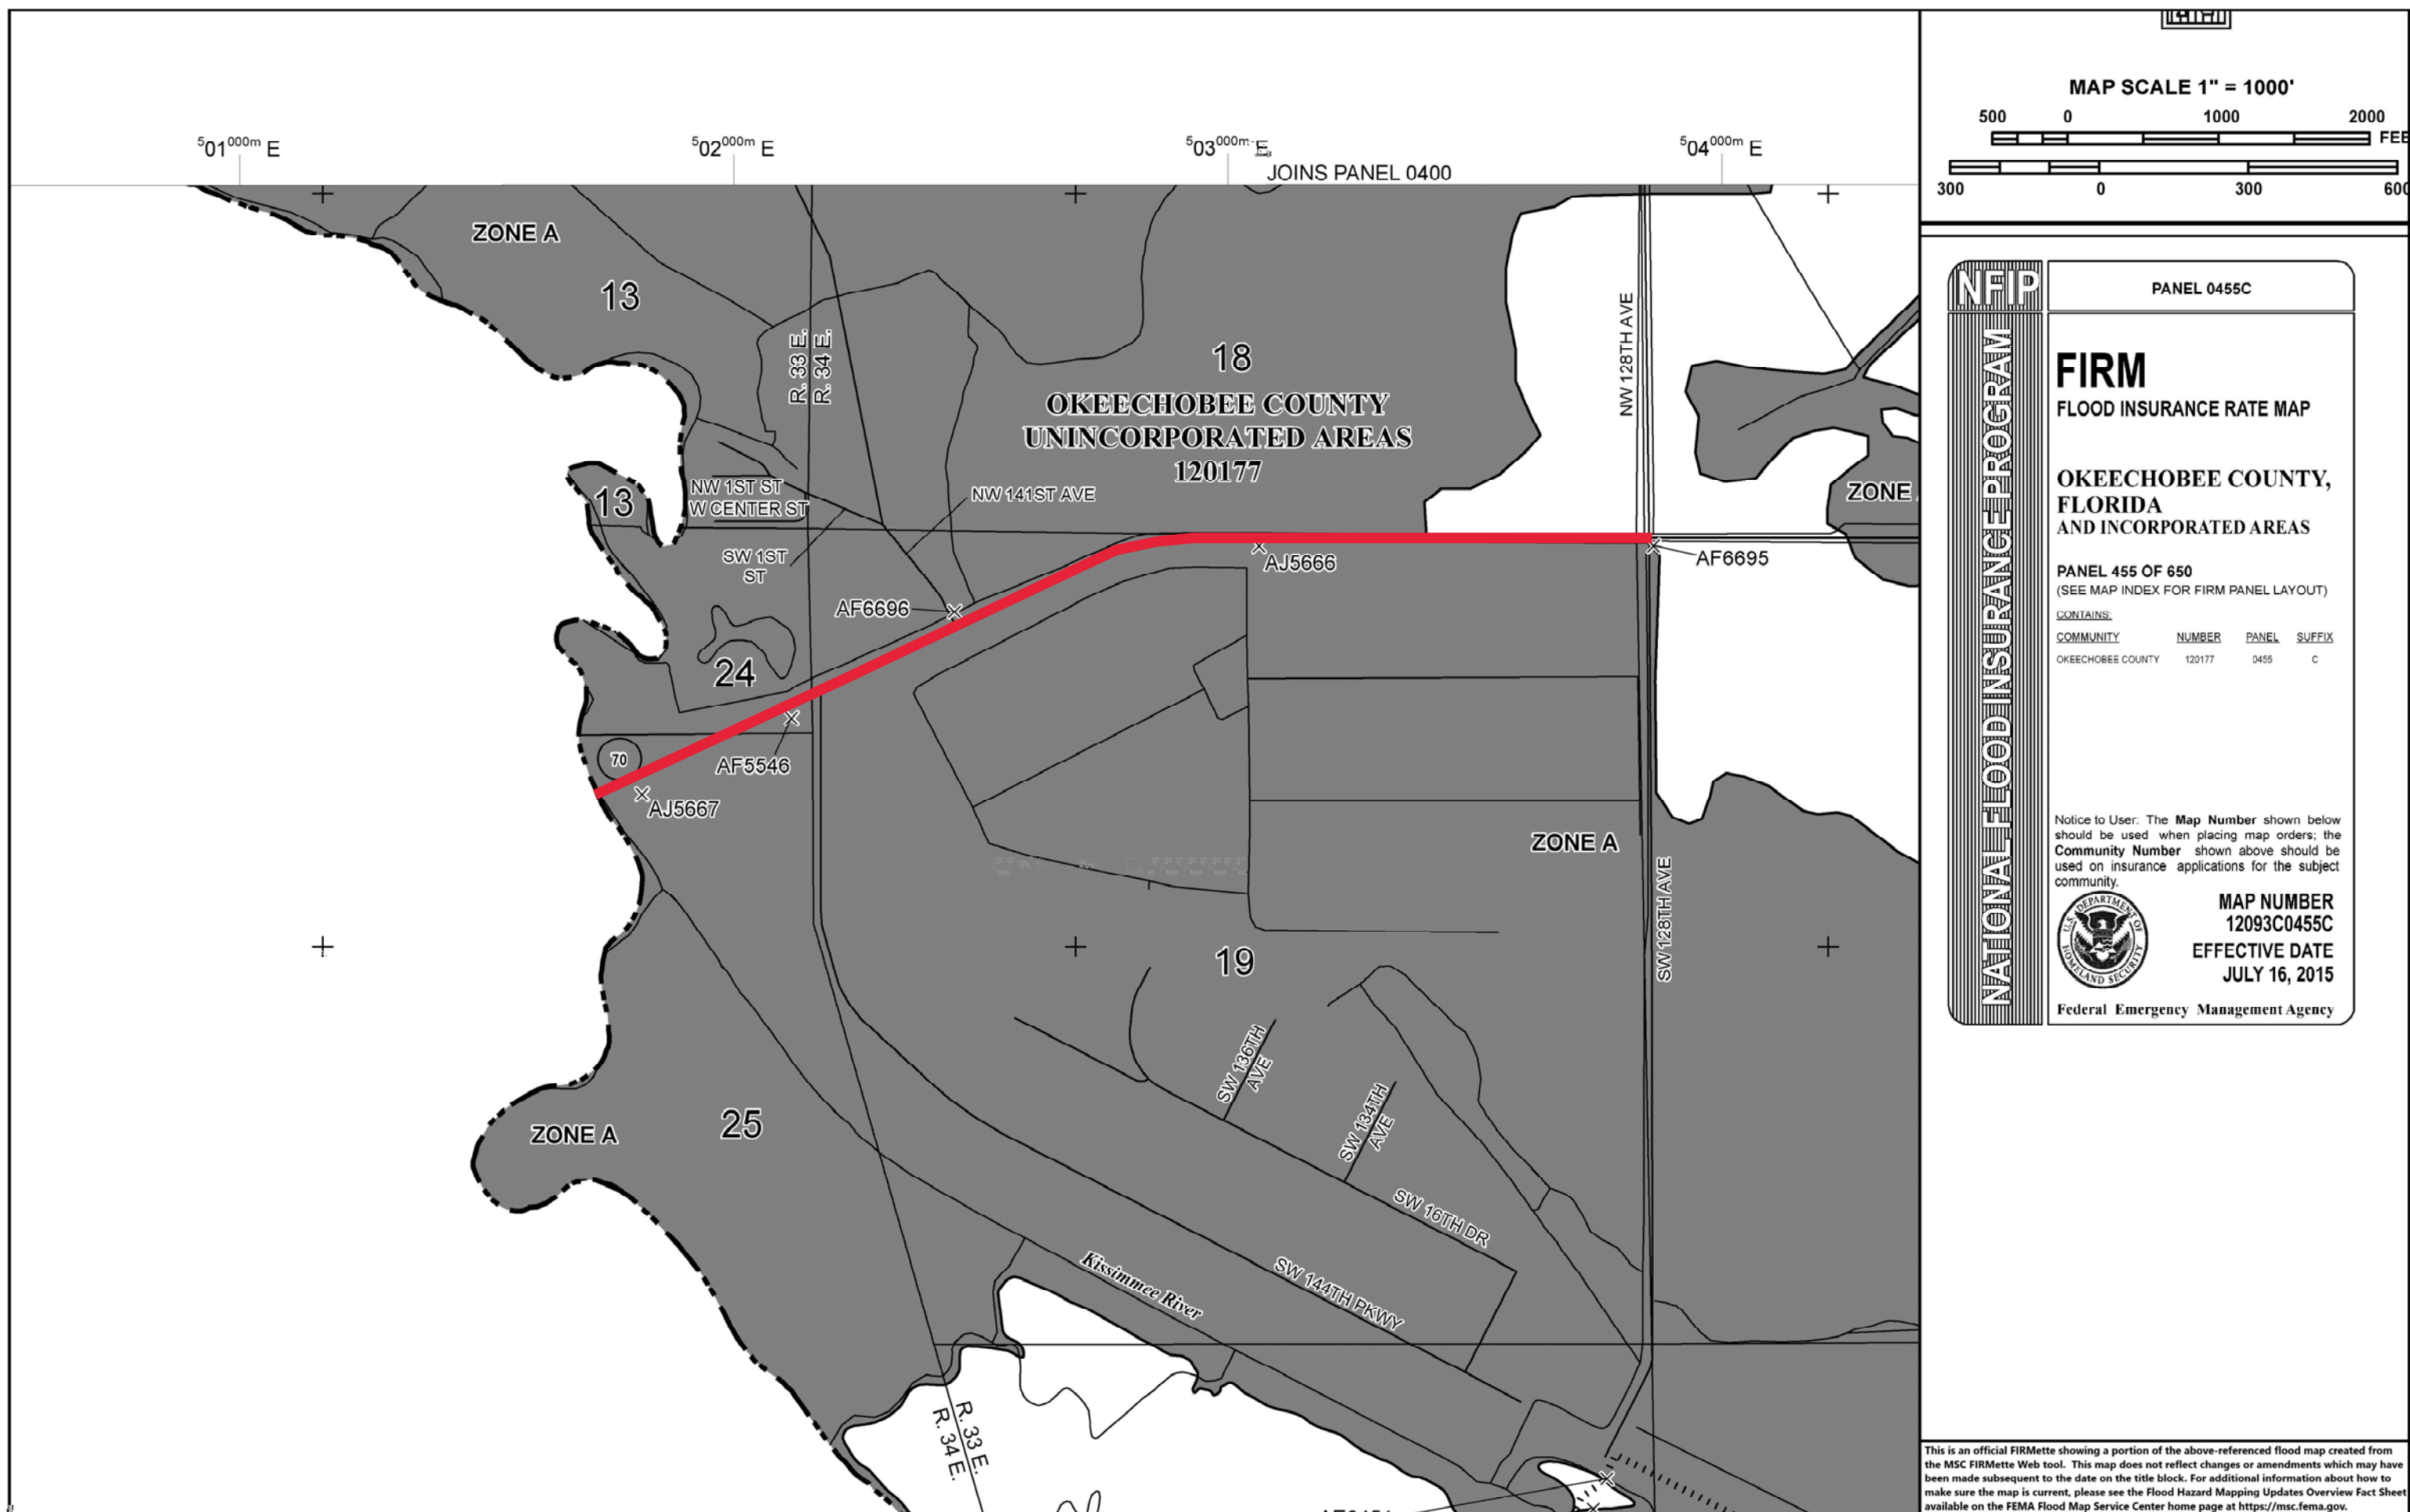 MAP SCALE 1" = 1000'
500 0 1000 2000
FEE
300 0 300 600
501000m E
502000m E
503000m E
504000m E
JOINS PANEL 0400
ZONE A
13
R. 33 E.
R. 34 E.
18
OKEECHOBEE COUNTY
UNINCORPORATED AREAS
120177
NW 128TH AVE
13
NW 1ST ST
W CENTER ST
NW 141ST AVE
ZONE
SW 1ST
ST
AJ5666
AF6695
AF6696
24
70
AF5546
AJ5667
ZONE A
SW 128TH AVE
19
SW 136TH
AVE
SW 134TH
AVE
ZONE A
25
SW 16TH DR
Kissimmee River
SW 144TH PKWY
R. 33 E.
R. 34 E.
NFIP
NATIONAL FLOOD INSURANCE PROGRAM
PANEL 0455C
FIRM
FLOOD INSURANCE RATE MAP
OKEECHOBEE COUNTY,
FLORIDA
AND INCORPORATED AREAS
PANEL 455 OF 650
(SEE MAP INDEX FOR FIRM PANEL LAYOUT)
CONTAINS:
COMMUNITY NUMBER PANEL SUFFIX
OKEECHOBEE COUNTY 120177 0455 C
Notice to User: The Map Number shown below
should be used when placing map orders; the
Community Number shown above should be
used on insurance applications for the subject
community.
U.S. DEPARTMENT OF
HOMELAND SECURITY
MAP NUMBER
12093C0455C
EFFECTIVE DATE
JULY 16, 2015
Federal Emergency Management Agency
This is an official FIRMette showing a portion of the above-referenced flood map created from
the MSC FIRMette Web tool. This map does not reflect changes or amendments which may have
been made subsequent to the date on the title block. For additional information about how to
make sure the map is current, please see the Flood Hazard Mapping Updates Overview Fact Sheet
available on the FEMA Flood Map Service Center home page at https://msc.fema.gov.